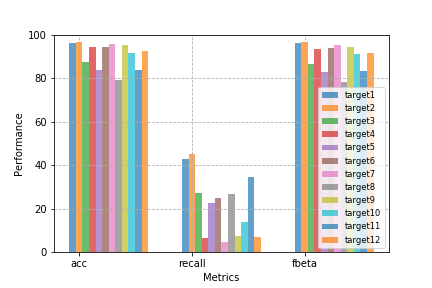 100
80
60
40
20
0
Performance
acc
recall
fbeta
Metrics
target1
target2
target3
target4
target5
target6
target7
target8
target9
target10
target11
target12